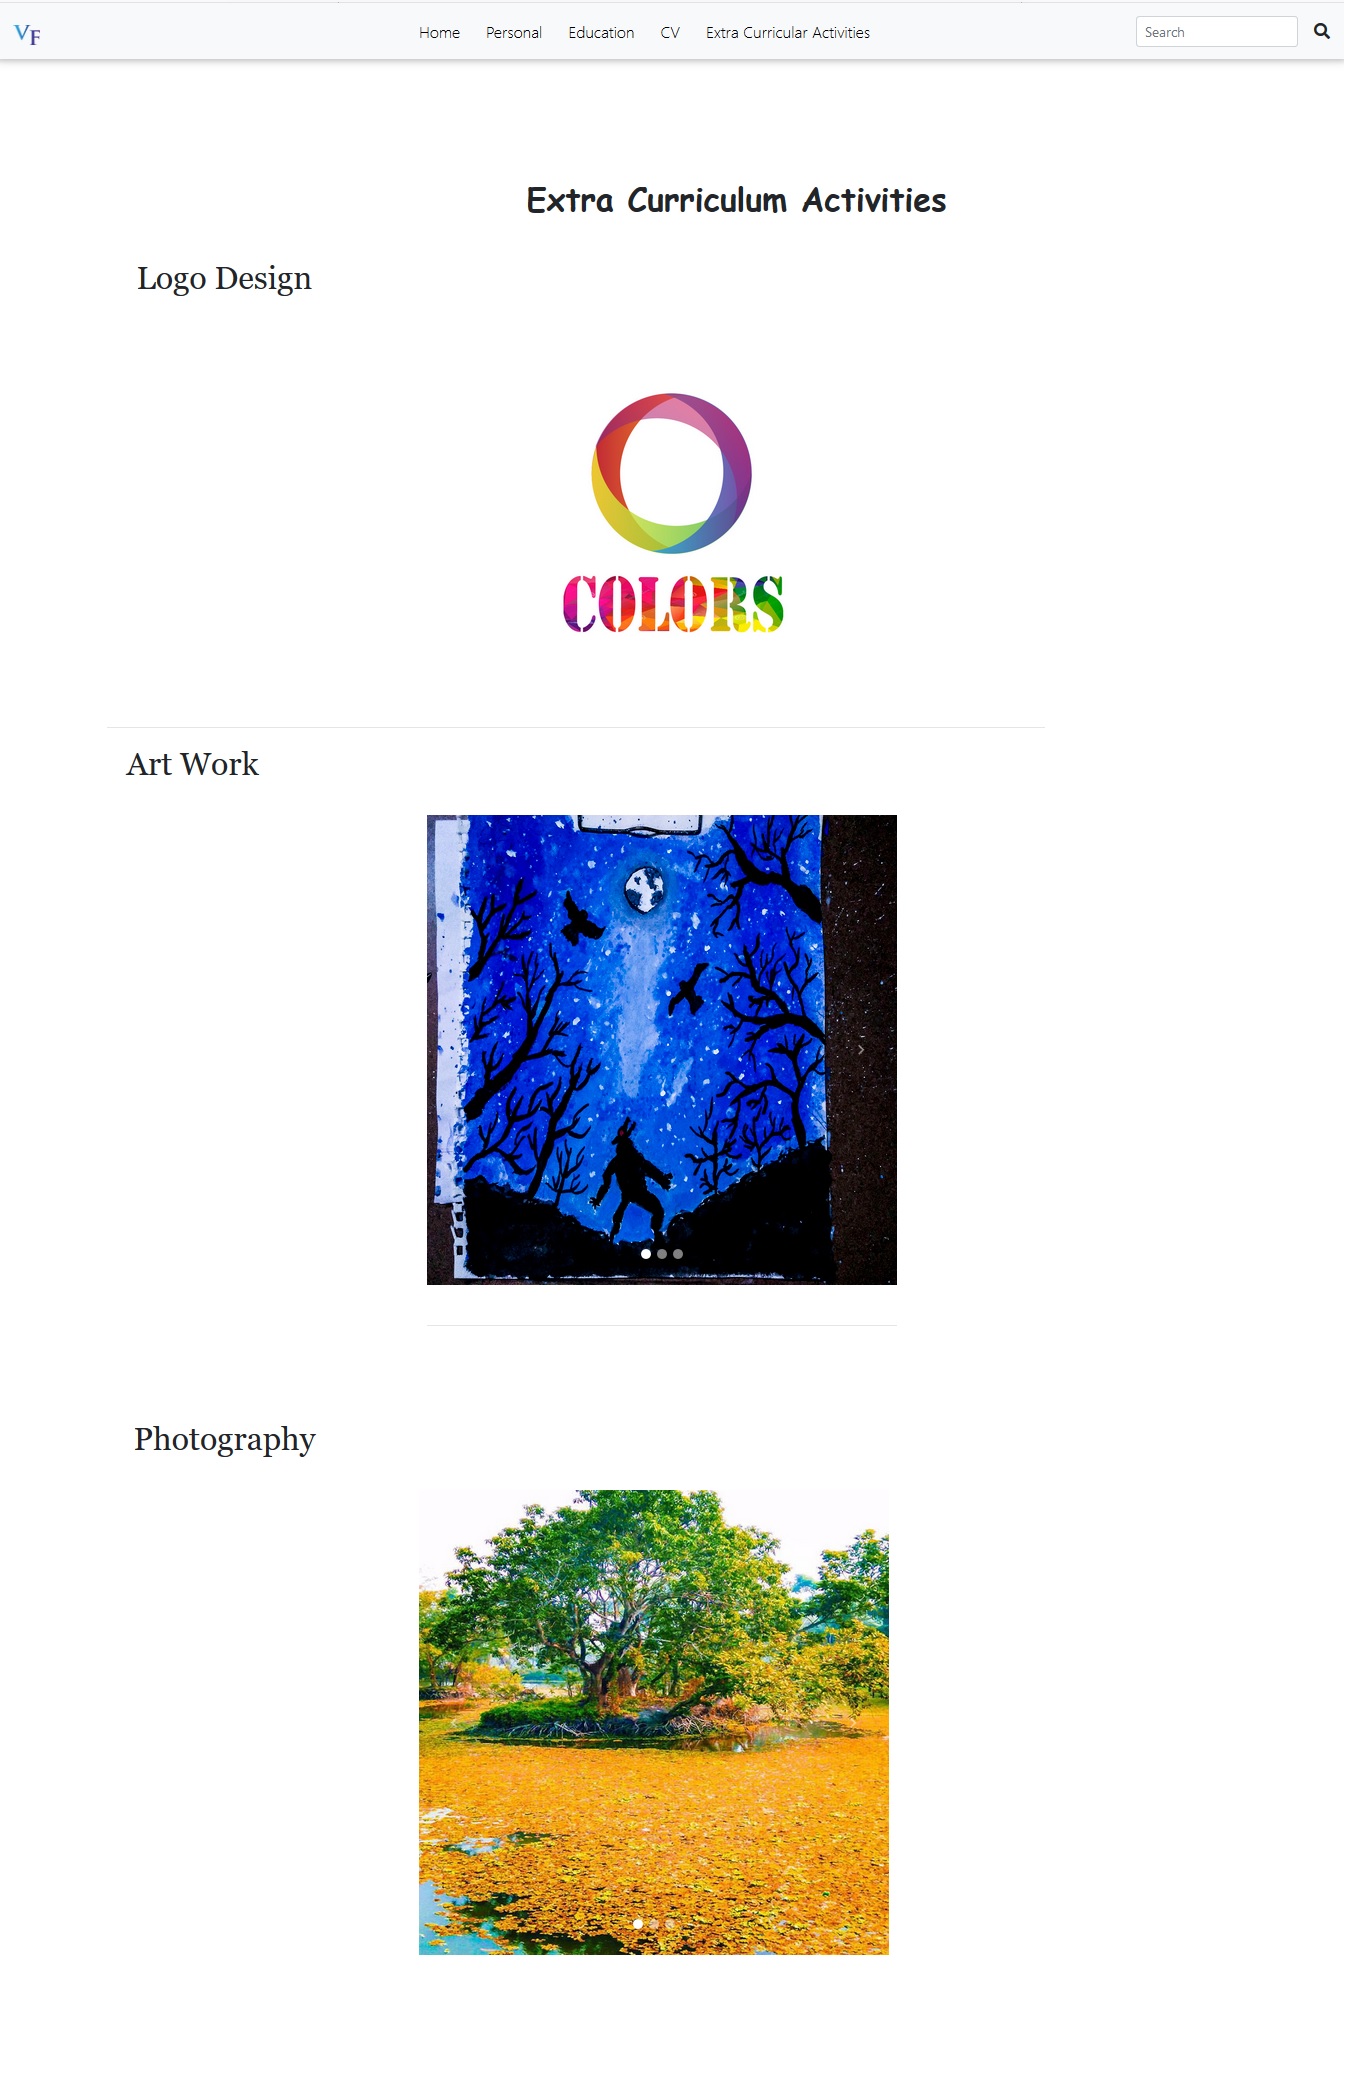 VF
Home Personal Education CV Extra Curricular Activities Search
Extra Curriculum Activities
Logo Design
COLORS
Art Work
Photography